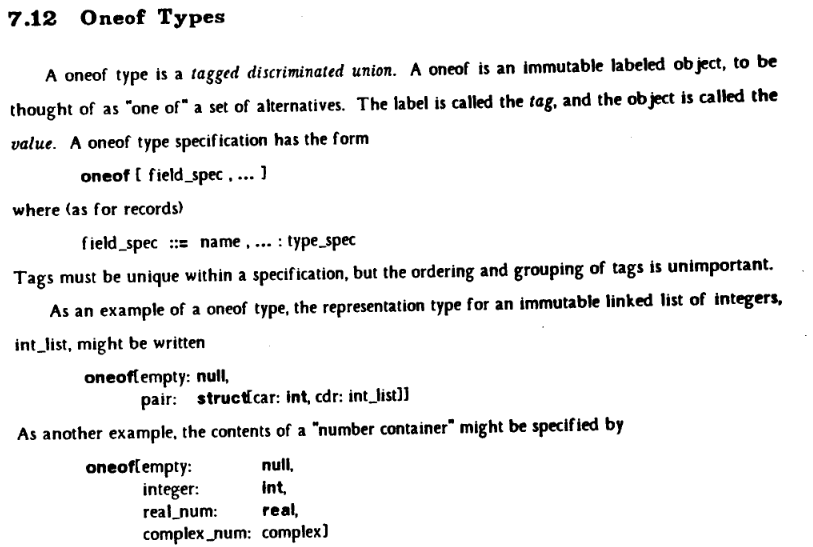 7.12 Oneof Types
A oneof type is a tagged discriminated union. A oneof is an immutable labeled object, to be
thought of as "one of" a set of alternatives. The label is called the tag, and the object is called the
value. A oneof type specification has the form
oneof [ field_spec , ... ]
where (as for records)
field_spec ::= name , ... : type_spec
Tags must be unique within a specification, but the ordering and grouping of tags is unimportant.
As an example of a oneof type, the representation type for an immutable linked list of integers,
int_list, might be written
oneof[empty: null,
pair: struct[car: int, cdr: int_list]]
As another example, the contents of a "number container" might be specified by
oneof[empty: null,
integer: int,
real_num: real,
complex_num: complex]